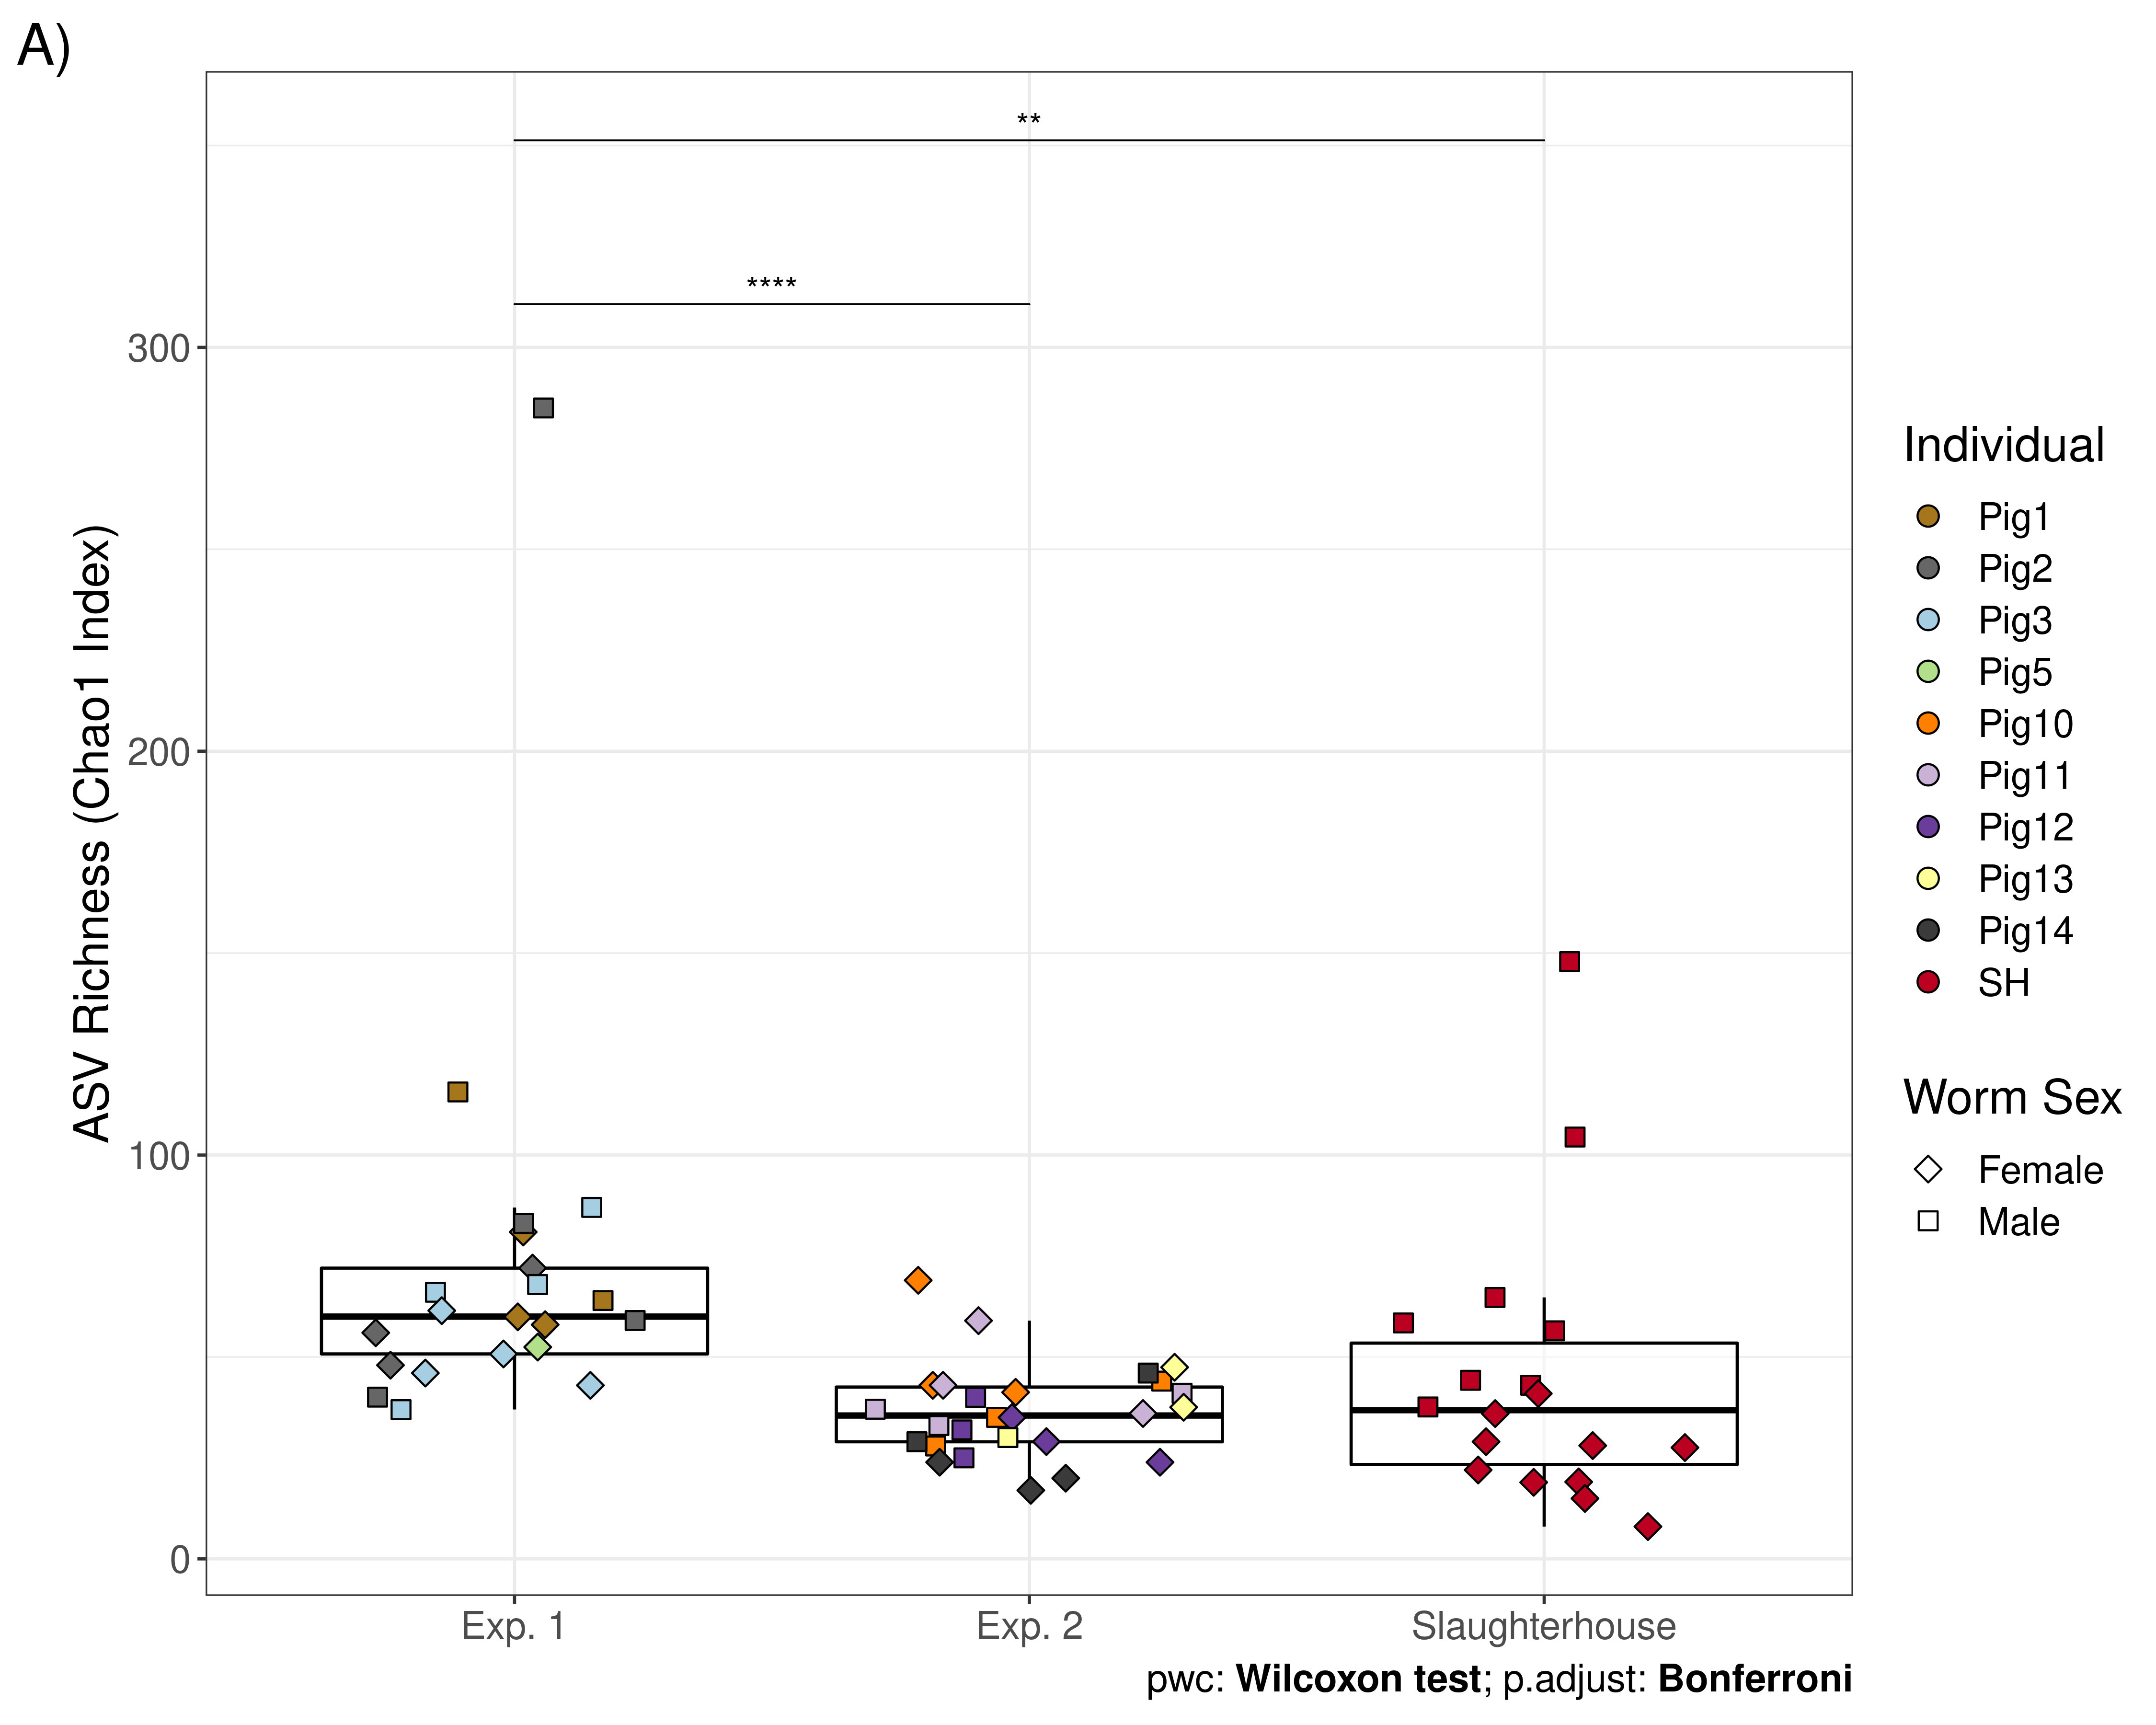 A)
**
****
300
200
100
0
ASV Richness (Chao1 Index)
Exp. 1
Exp. 2
Slaughterhouse
pwc: Wilcoxon test; p.adjust: Bonferroni
Individual
Pig1
Pig2
Pig3
Pig5
Pig10
Pig11
Pig12
Pig13
Pig14
SH
Worm Sex
Female
Male